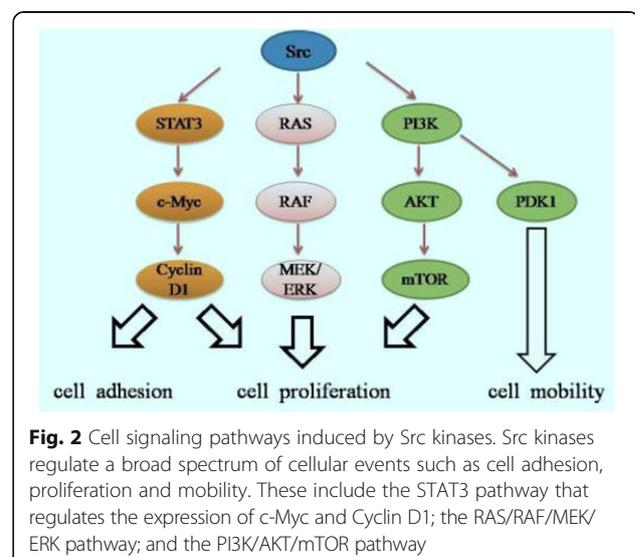 Src
STAT3 RAS PI3K
c-Myc RAF AKT PDK1
Cyclin D1 MEK/ERK mTOR
cell adhesion cell proliferation cell mobility
Fig. 2 Cell signaling pathways induced by Src kinases. Src kinases
regulate a broad spectrum of cellular events such as cell adhesion,
proliferation and mobility. These include the STAT3 pathway that
regulates the expression of c-Myc and Cyclin D1; the RAS/RAF/MEK/
ERK pathway; and the PI3K/AKT/mTOR pathway